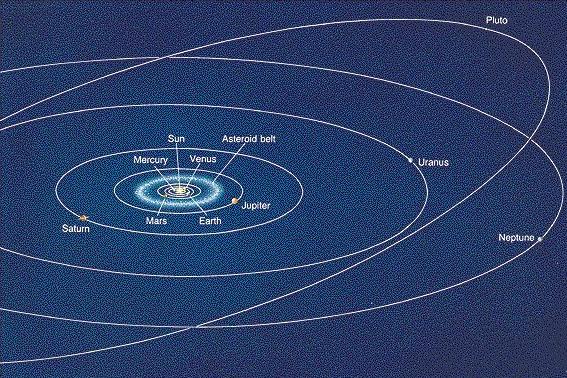 Pluto
Sun
Asteroid belt
Mercury
Venus
Uranus
Jupiter
Mars
Earth
Saturn
Neptune